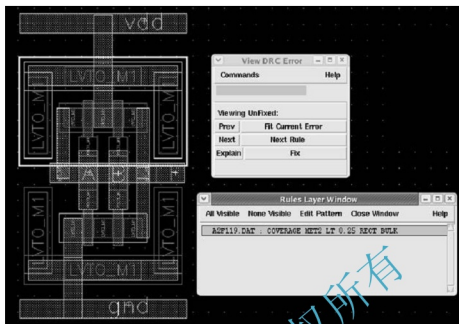 vdd
LVTO_M1
LVTO_M1
LVTO_M1
View DRC Error
Commands Help
Viewing UnFixed:
Prev Fit Current Error
Next Next Rule
Explain Fix
Rules Layer Window
All Visible None Visible Edit Pattern Close Window Help
A2F119.DAT : COVERAGE MET2 LT 0.25 RECT BULK
LVTO_M1
LVTO_M1
LVTO_M1
gnd
所有